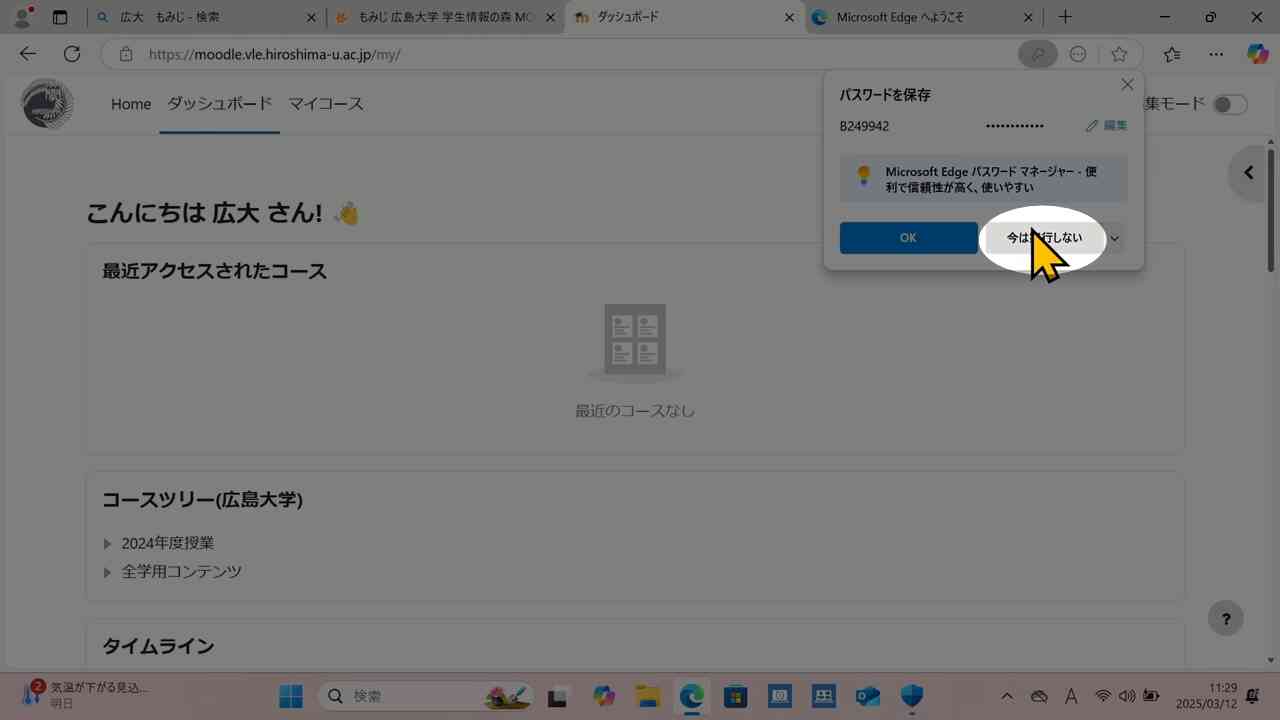 広大 もみじ - 検索
もみじ 広島大学 学生情報の森 MO
ダッシュボード
Microsoft Edge へようこそ
https://moodle.vle.hiroshima-u.ac.jp/my/
Home
ダッシュボード
マイコース
集モード
パスワードを保存
B249942
••••••••••••
編集
Microsoft Edge パスワード マネージャー - 便
利で信頼性が高く、使いやすい
OK
今は実行しない
こんにちは 広大 さん! 👋
最近アクセスされたコース
最近のコースなし
コースツリー(広島大学)
2024年度授業
全学用コンテンツ
タイムライン
?
2
気温が下がる見込...
明日
検索
A
11:29
2025/03/12